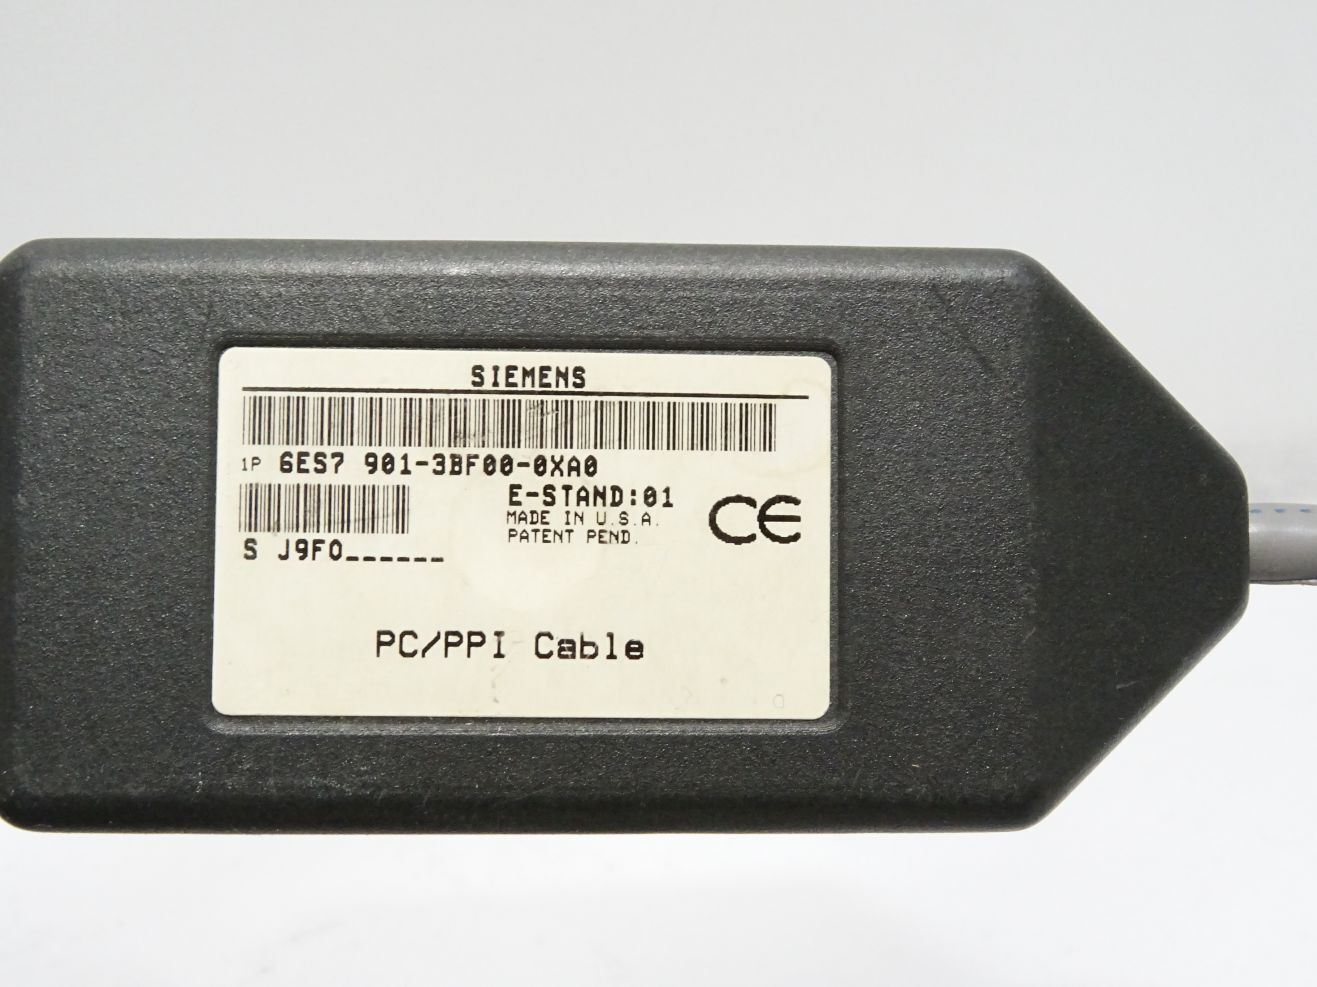 SIEMENS
1P 6ES7 901-3BF00-0XA0
E-STAND:01
MADE IN U.S.A.
PATENT PEND.
CE
S J9F0______
PC/PPI Cable